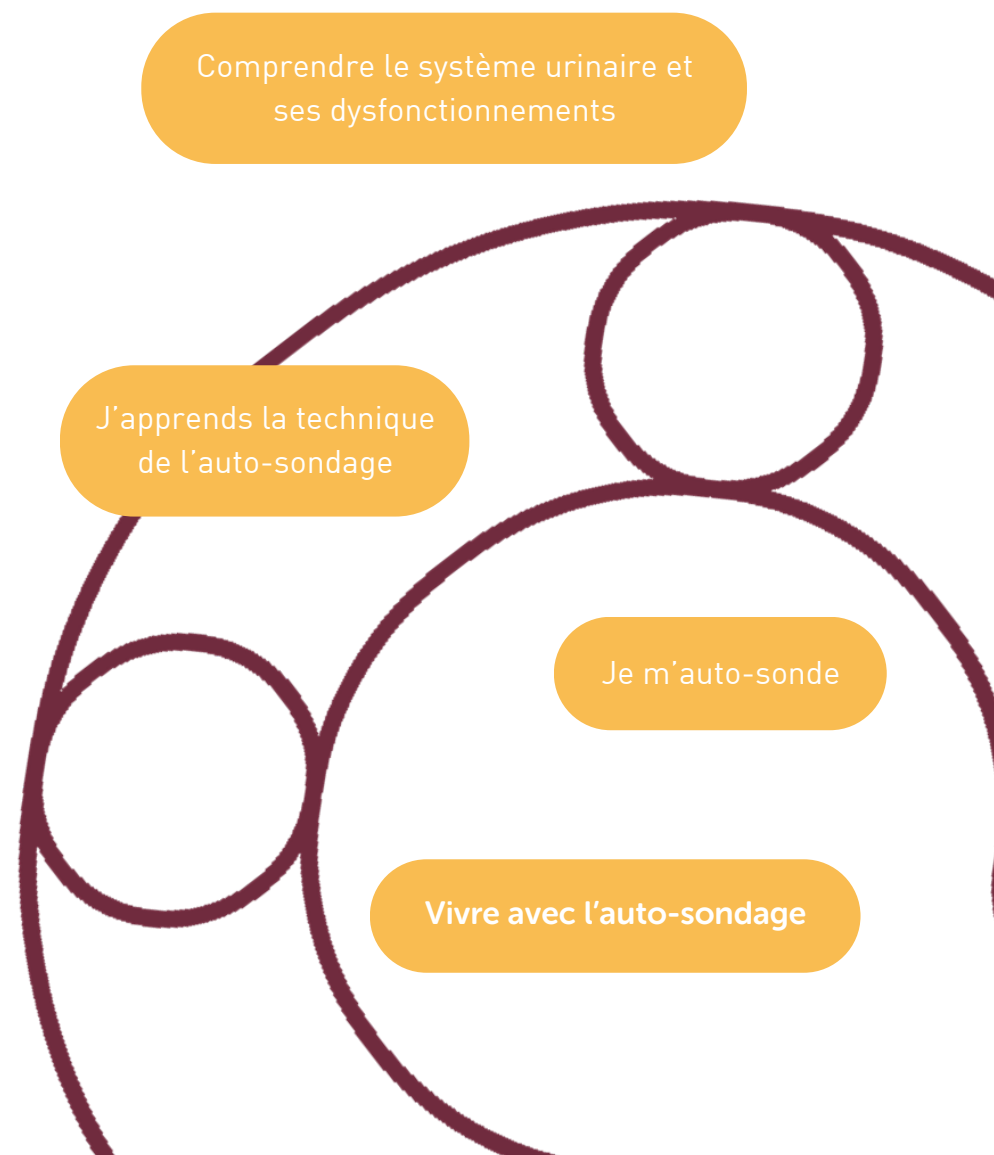 Comprendre le système urinaire et
ses dysfonctionnements
J’apprends la technique
de l’auto-sondage
Je m’auto-sonde
Vivre avec l’auto-sondage